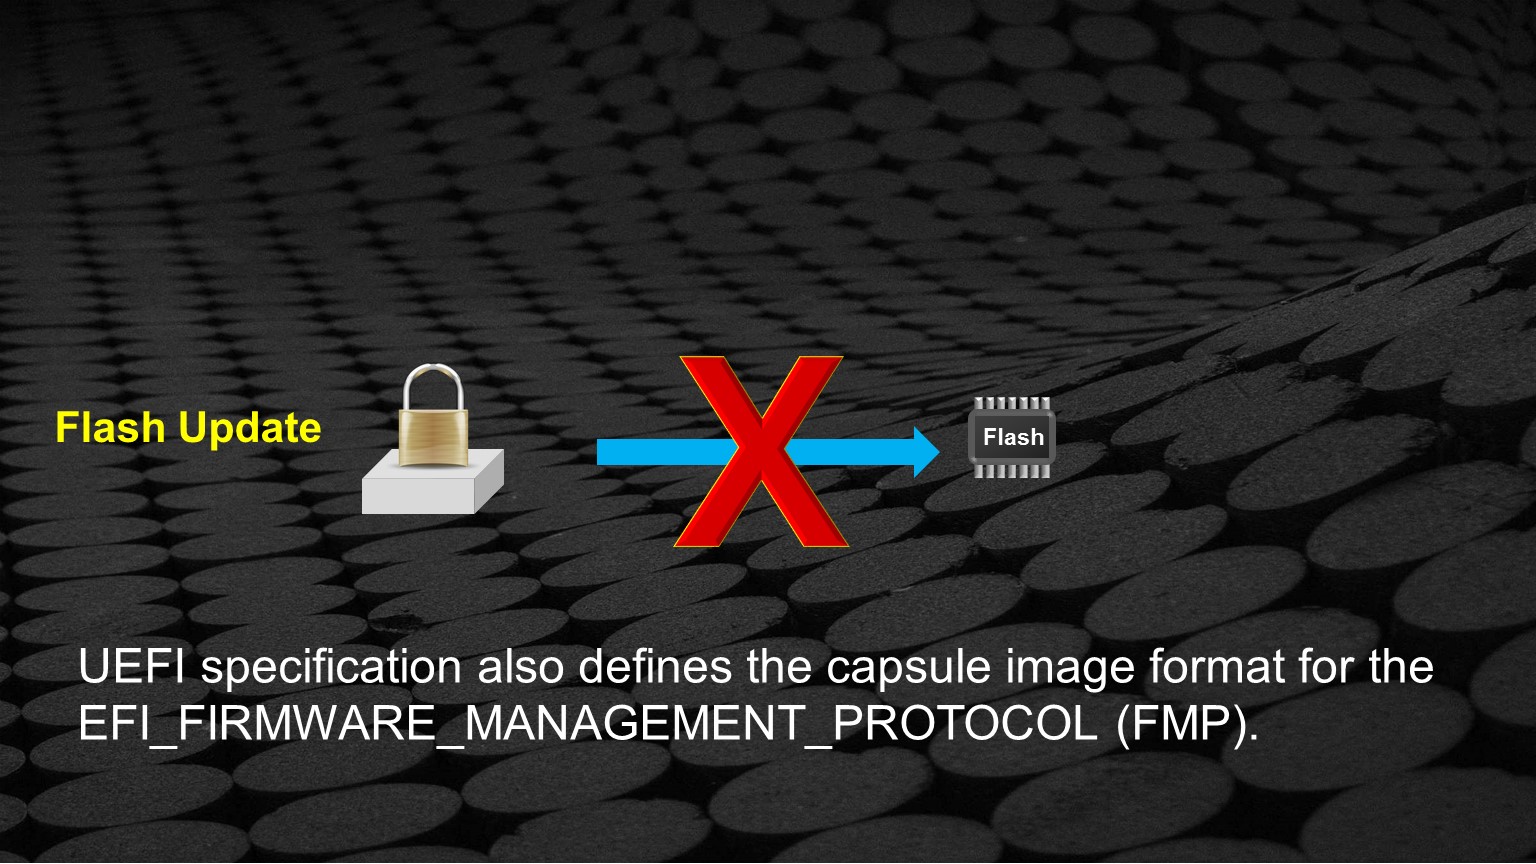 Flash Update
Flash
UEFI specification also defines the capsule image format for the
EFI_FIRMWARE_MANAGEMENT_PROTOCOL (FMP).